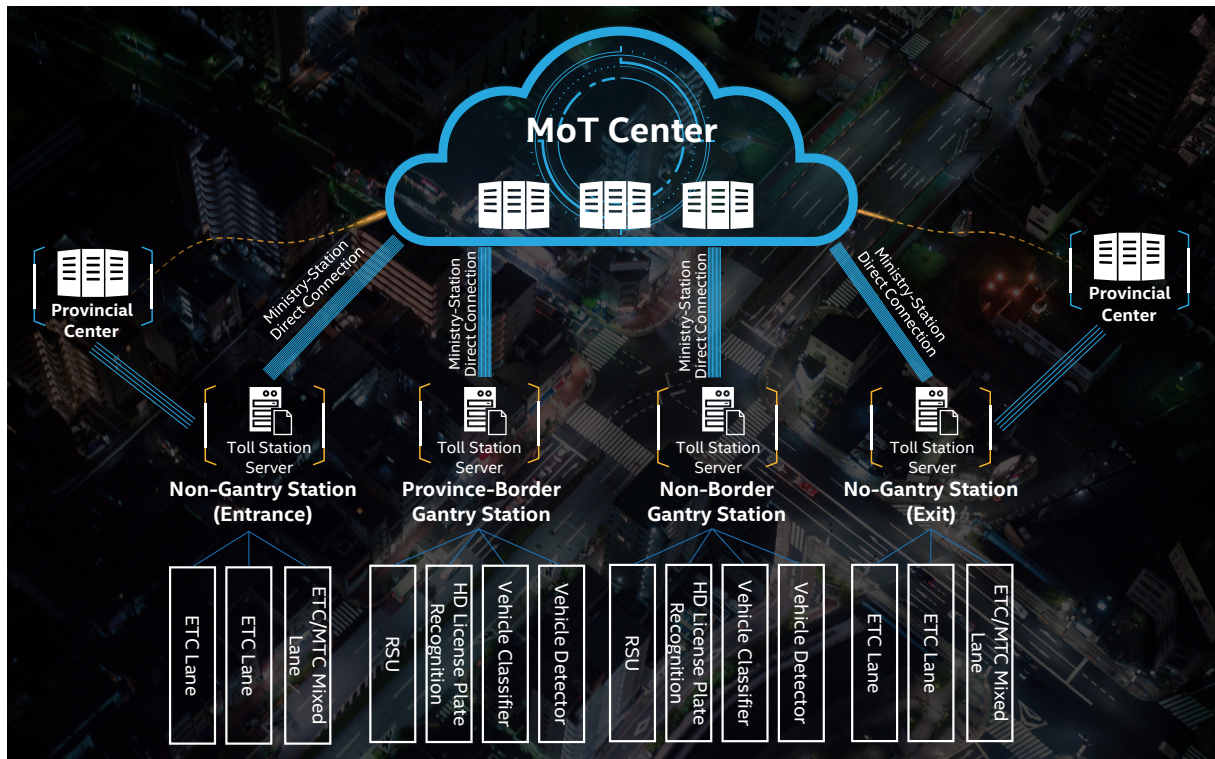 MoT Center
Ministry-Station
Direct Connection
Ministry-Station
Direct Connection
Ministry-Station
Direct Connection
Ministry-Station
Direct Connection
Provincial
Center
Provincial
Center
Toll Station
Server
Non-Gantry Station
(Entrance)
Toll Station
Server
Province-Border
Gantry Station
Toll Station
Server
Non-Border
Gantry Station
Toll Station
Server
No-Gantry Station
(Exit)
ETC Lane
ETC Lane
ETC/MTC Mixed
Lane
RSU
HD License Plate
Recognition
Vehicle Classifier
Vehicle Detector
RSU
HD License Plate
Recognition
Vehicle Classifier
Vehicle Detector
ETC Lane
ETC Lane
ETC/MTC Mixed
Lane